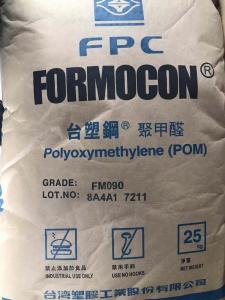 FPC
FORMOCON®
台塑鋼® 聚甲醛
Polyoxymethylene (POM)
GRADE: FM090
LOT.NO: 8A4A1 7211
25
kg
禁止添加於食品
INDUSTRIAL USE ONLY
禁用手鈎
USE NO HOOKS
淨重
NET WEIGHT
台灣塑膠工業股份有限公司